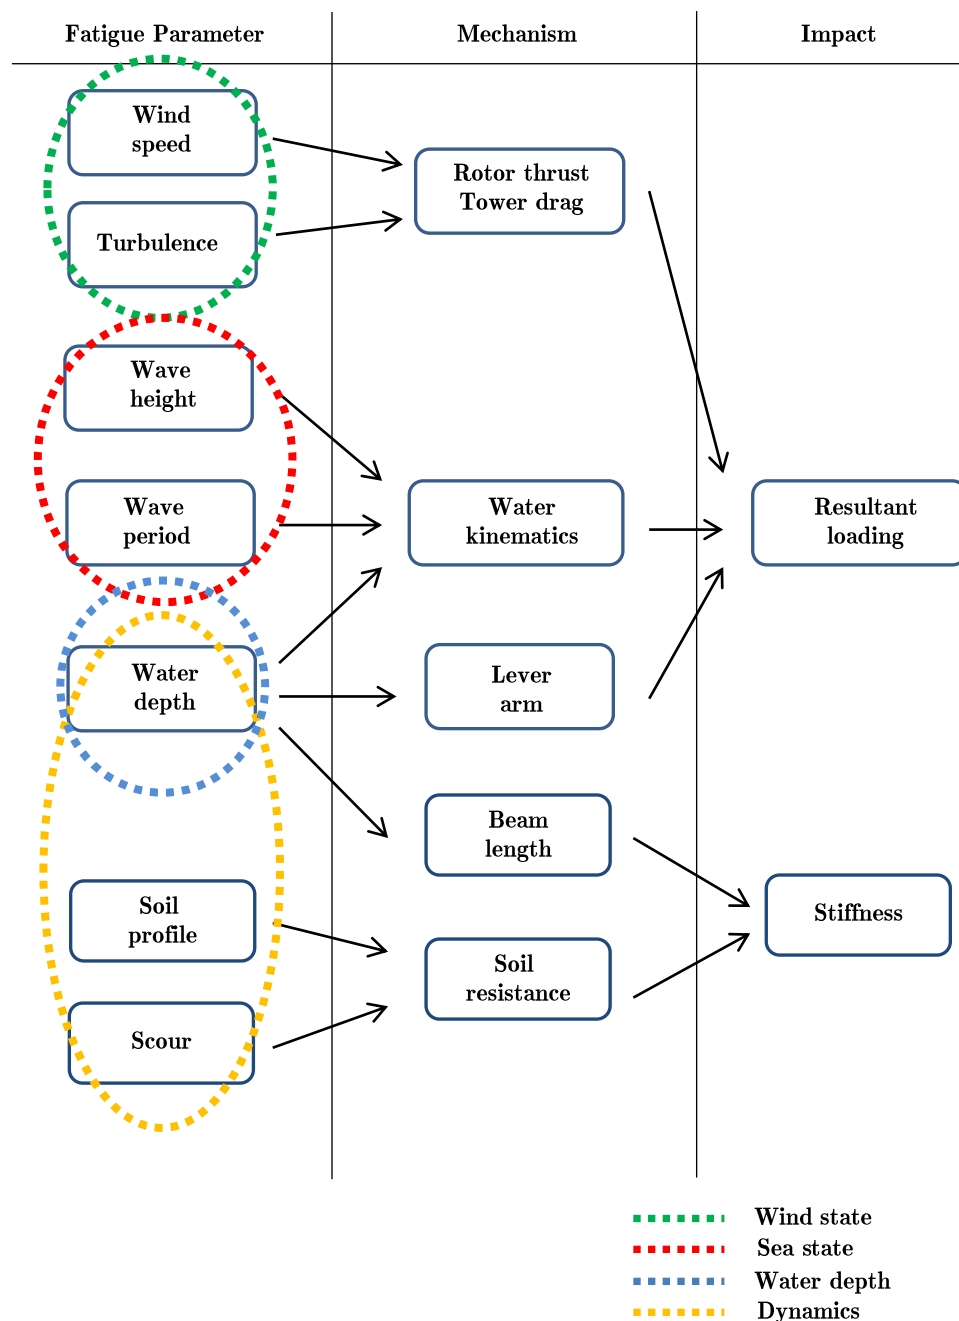 Fatigue Parameter
Mechanism
Impact
Wind
speed
Turbulence
Rotor thrust
Tower drag
Wave
height
Wave
period
Water
kinematics
Resultant
loading
Water
depth
Lever
arm
Beam
length
Soil
profile
Stiffness
Soil
resistance
Scour
Wind state
Sea state
Water depth
Dynamics